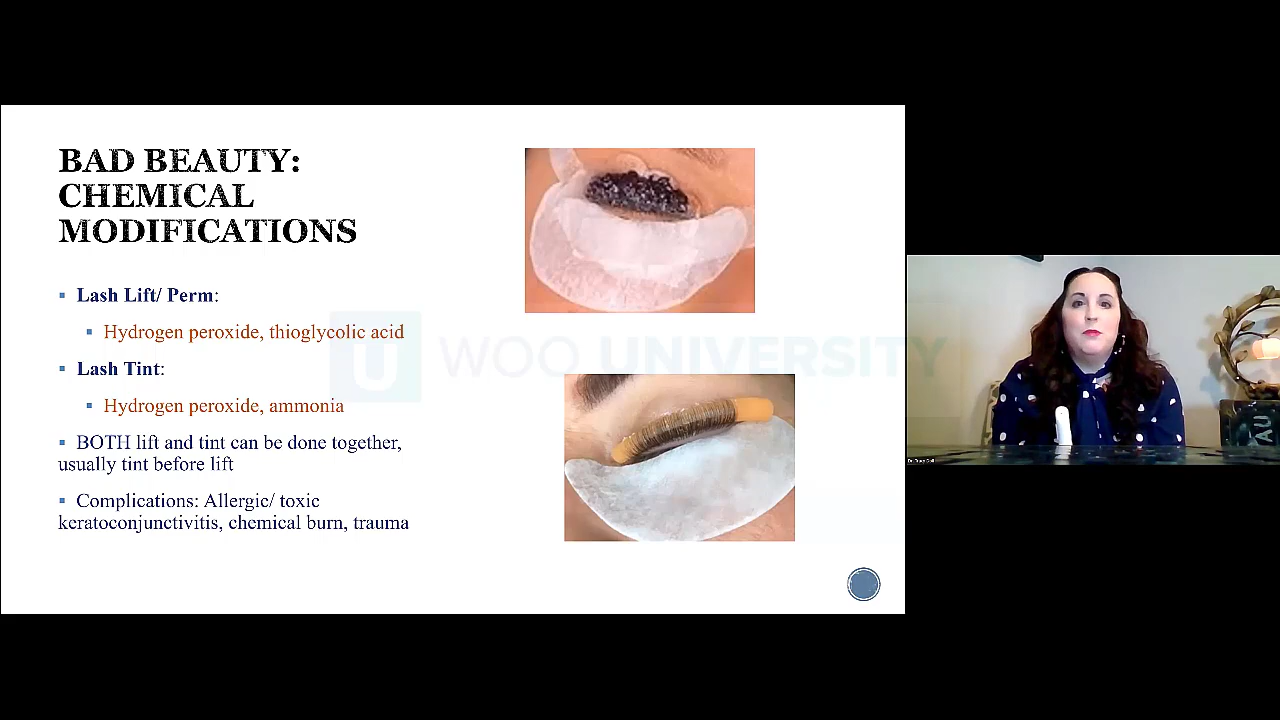 BAD BEAUTY:
CHEMICAL
MODIFICATIONS
Lash Lift/ Perm:
Hydrogen peroxide, thioglycolic acid
Lash Tint:
Hydrogen peroxide, ammonia
BOTH lift and tint can be done together,
usually tint before lift
Complications: Allergic/ toxic
keratoconjunctivitis, chemical burn, trauma
U WOO UNIVERSITY
AU